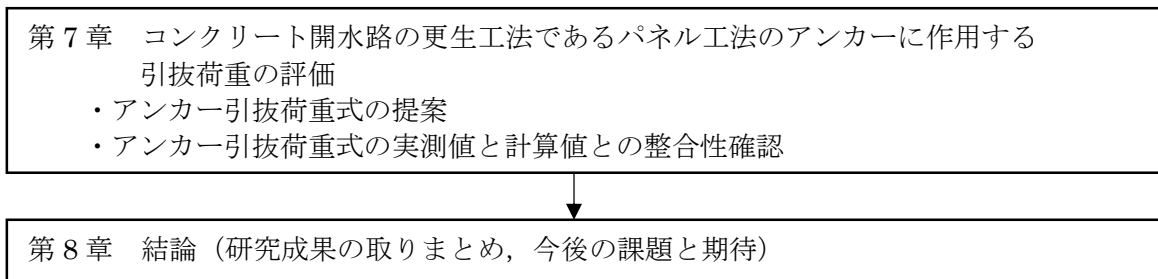 第 7 章　コンクリート開水路の更生工法であるパネル工法のアンカーに作用する
引抜荷重の評価
・アンカー引抜荷重式の提案
・アンカー引抜荷重式の実測値と計算値との整合性確認
第 8 章　結論（研究成果の取りまとめ，今後の課題と期待）